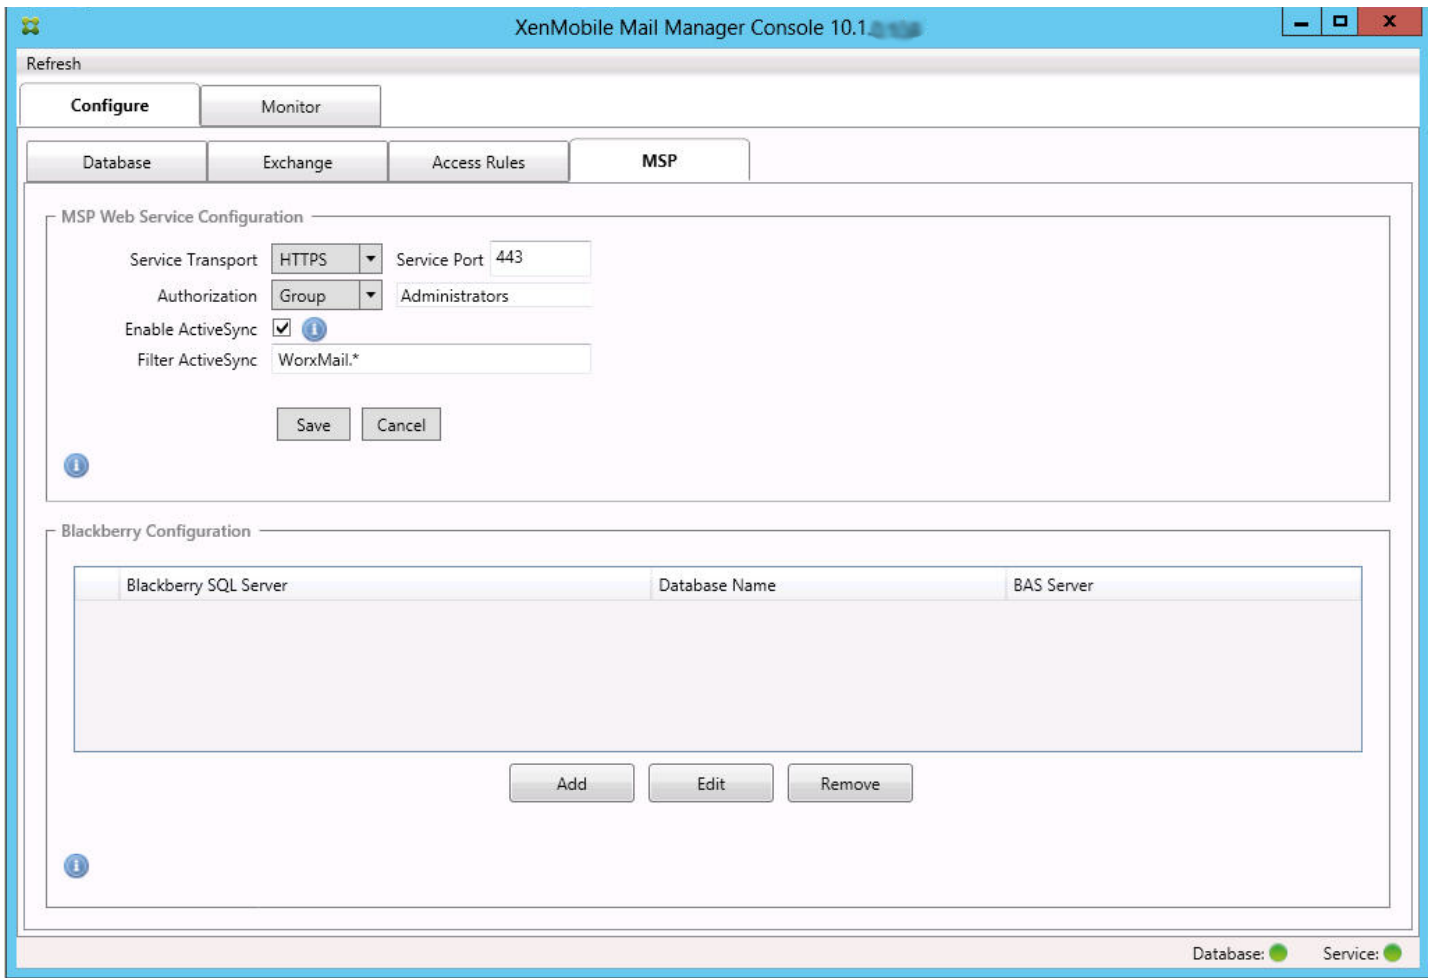 XenMobile Mail Manager Console 10.1.
Refresh
Configure Monitor
Database Exchange Access Rules MSP
MSP Web Service Configuration
Service Transport HTTPS Service Port 443
Authorization Group Administrators
Enable ActiveSync
Filter ActiveSync WorxMail.*
Save Cancel
Blackberry Configuration
Blackberry SQL Server Database Name BAS Server
Add Edit Remove
Database: Service: